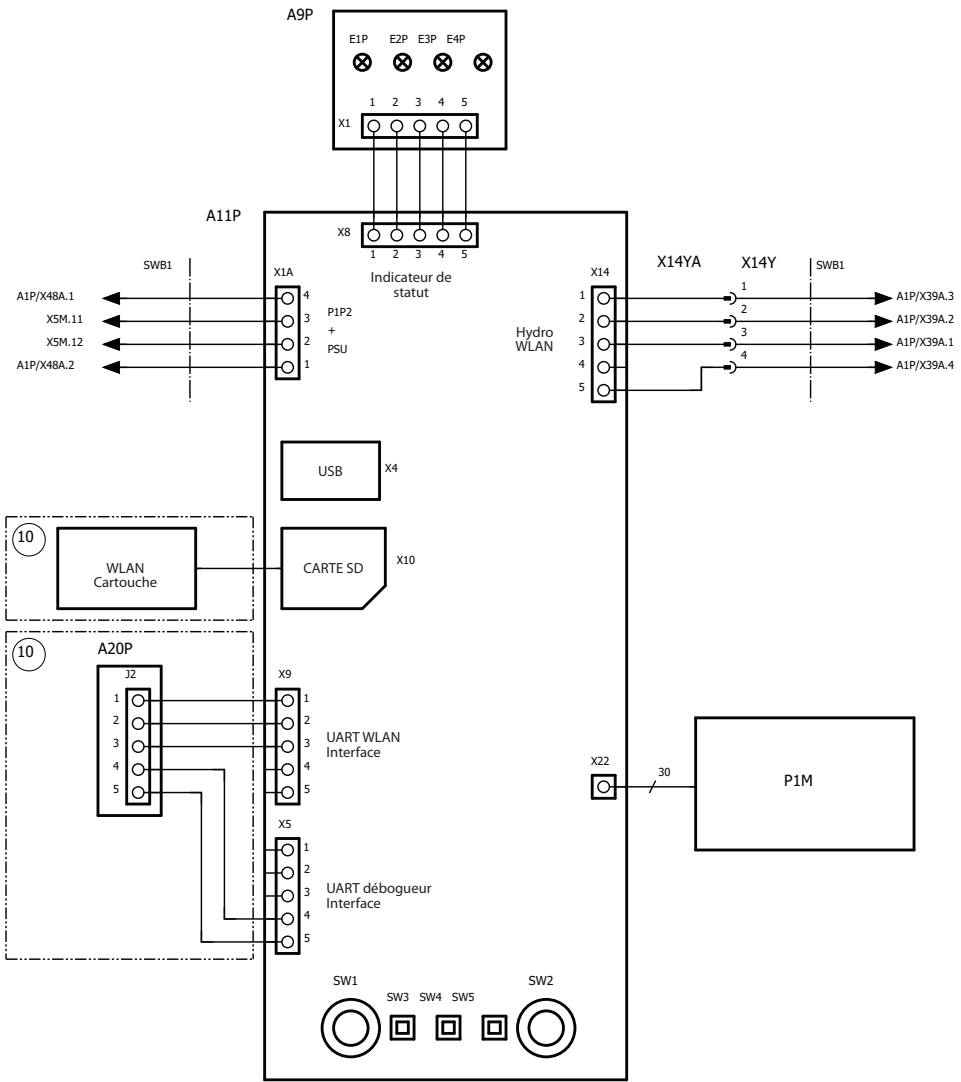 A9P
E1P E2P E3P E4P
1 2 3 4 5
X1
A11P
X8
1 2 3 4 5
Indicateur de
statut
SWB1
X1A
A1P/X48A.1
X5M.11
X5M.12
A1P/X48A.2
4
3
2
1
P1P2
+
PSU
X14
1
2
3
4
5
Hydro
WLAN
X14YA
X14Y
SWB1
1
2
3
4
A1P/X39A.3
A1P/X39A.2
A1P/X39A.1
A1P/X39A.4
USB
X4
10
WLAN
Cartouche
CARTE SD
X10
10
A20P
J2
1
2
3
4
5
X9
1
2
3
4
5
UART WLAN
Interface
X22
30
P1M
X5
1
2
3
4
5
UART débogueur
Interface
SW1
SW3 SW4 SW5
SW2